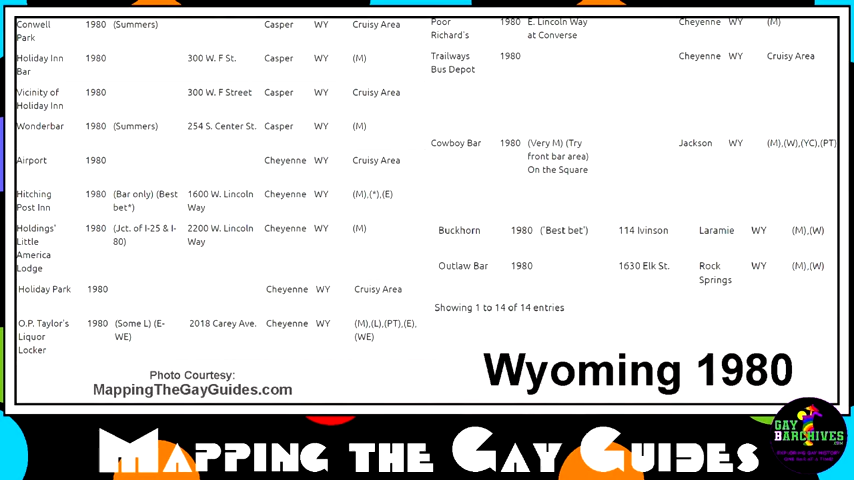 Conwell 1980 (Summers) Casper WY Cruisy Area
Park
Holiday Inn 1980 300 W. F St. Casper WY (M)
Bar
Vicinity of 1980 300 W. F Street Casper WY Cruisy Area
Holiday Inn
Wonderbar 1980 (Summers) 254 S. Center St. Casper WY (M)
Airport 1980 Cheyenne WY Cruisy Area
Hitching 1980 (Bar only) (Best 1600 W. Lincoln Cheyenne WY (M),(*),(E)
Post Inn bet*) Way
Holdings' 1980 (Jct. of I-25 & I- 2200 W. Lincoln Cheyenne WY (M)
Little 80) Way
America
Lodge
Holiday Park 1980 Cheyenne WY Cruisy Area
O.P. Taylor's 1980 (Some L) (E- 2018 Carey Ave. Cheyenne WY (M),(L),(PT),(E),
Liquor WE) (WE)
Locker
Poor 1980 E. Lincoln Way Cheyenne WY (M)
Richard's at Converse
Trailways 1980 Cheyenne WY Cruisy Area
Bus Depot
Cowboy Bar 1980 (Very M) (Try Jackson WY (M),(W),(YC),(PT)
front bar area)
On the Square
Buckhorn 1980 ('Best bet') 114 Ivinson Laramie WY (M),(W)
Outlaw Bar 1980 1630 Elk St. Rock WY (M),(W)
Springs
Showing 1 to 14 of 14 entries
Photo Courtesy:
MappingTheGayGuides.com
Wyoming 1980
Mapping the Gay Guides
GAY
BARCHIVES
.COM